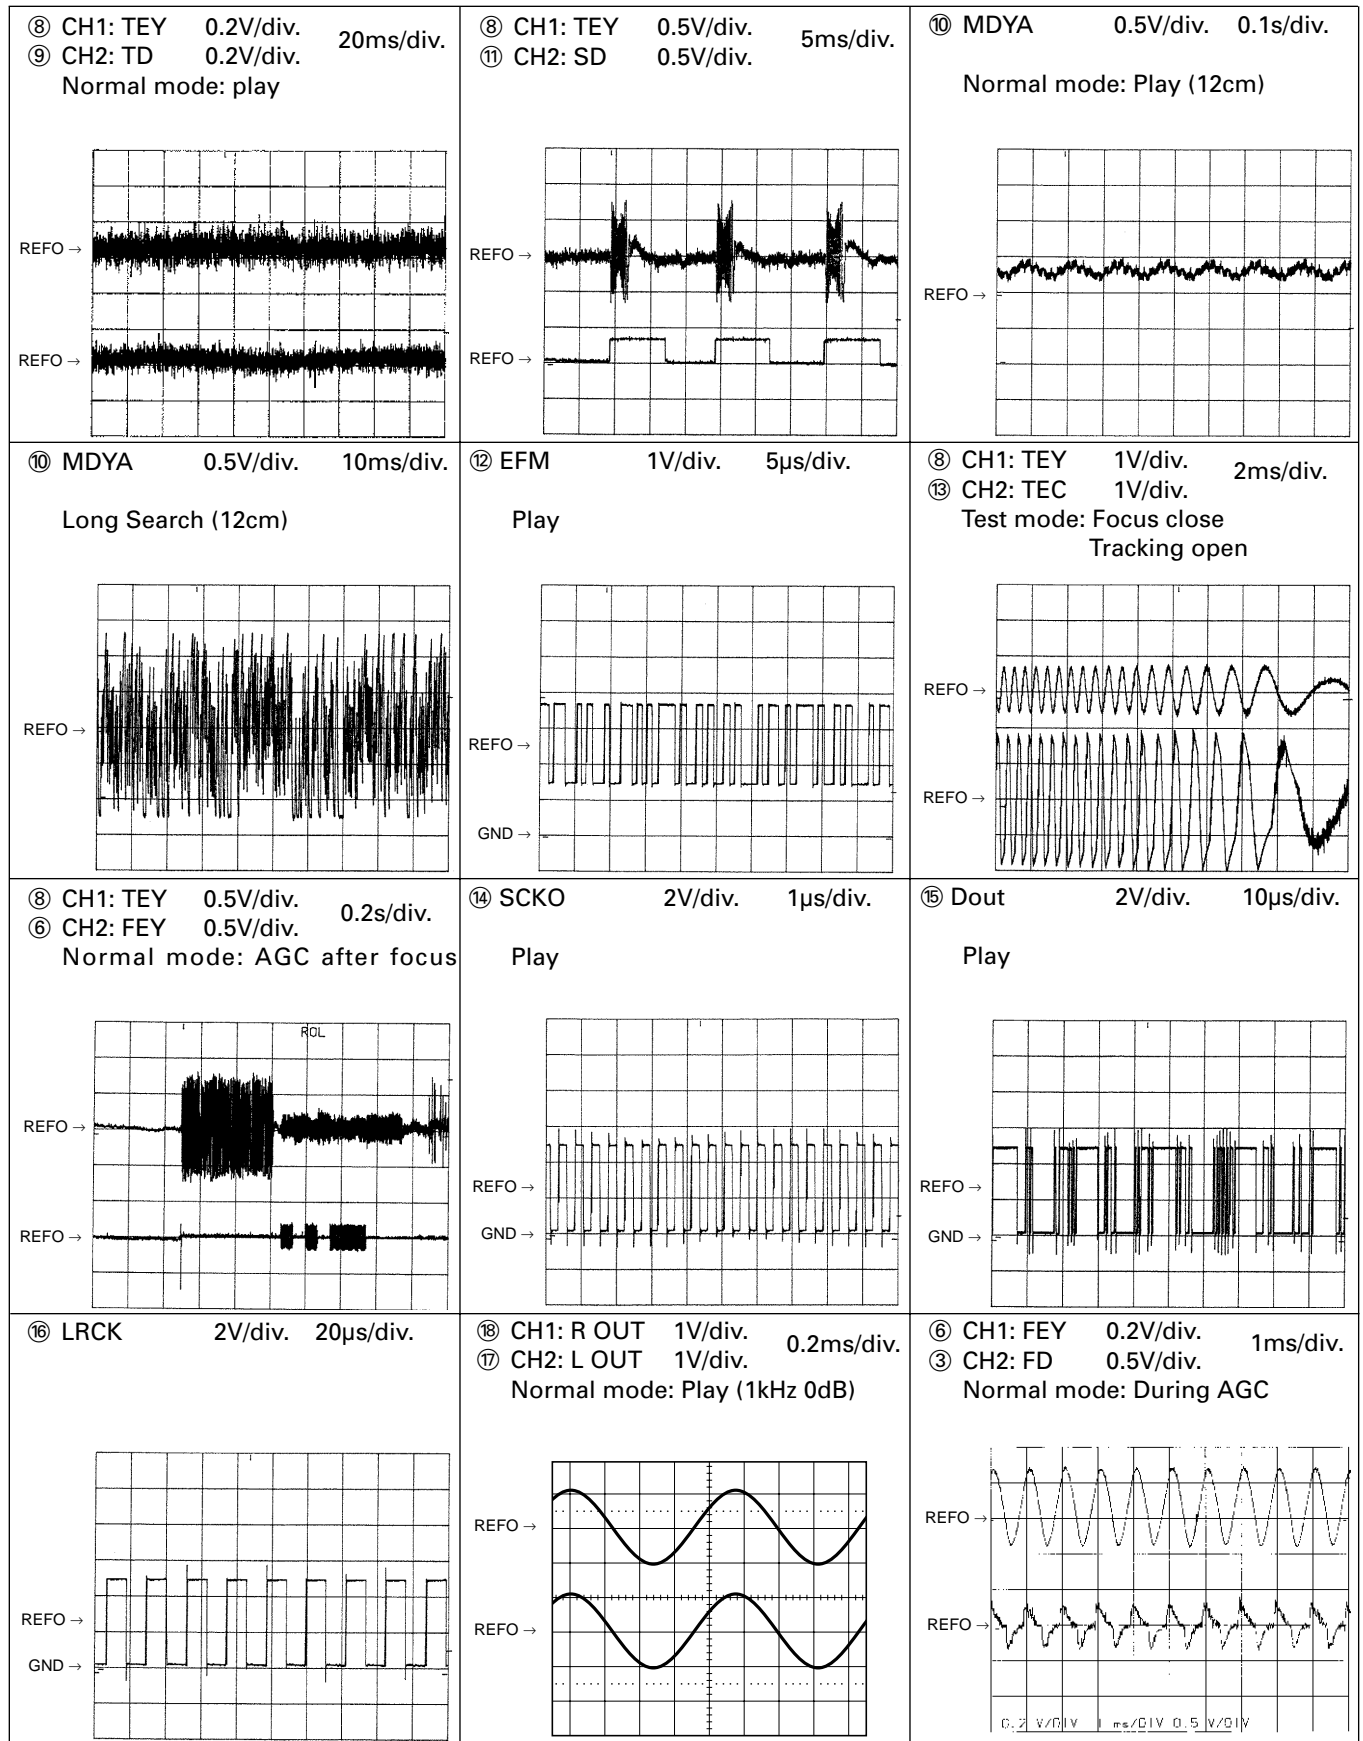 ⑧ CH1: TEY 0.2V/div. 20ms/div.
⑨ CH2: TD 0.2V/div.
Normal mode: play
REFO →
REFO →
⑧ CH1: TEY 0.5V/div. 5ms/div.
⑪ CH2: SD 0.5V/div.
REFO →
REFO →
⑩ MDYA 0.5V/div. 0.1s/div.
Normal mode: Play (12cm)
REFO →
⑩ MDYA 0.5V/div. 10ms/div.
Long Search (12cm)
REFO →
⑫ EFM 1V/div. 5µs/div.
Play
REFO →
GND →
⑧ CH1: TEY 1V/div. 2ms/div.
⑬ CH2: TEC 1V/div.
Test mode: Focus close
Tracking open
REFO →
REFO →
⑧ CH1: TEY 0.5V/div. 0.2s/div.
⑥ CH2: FEY 0.5V/div.
Normal mode: AGC after focus
ROL
REFO →
REFO →
⑭ SCKO 2V/div. 1µs/div.
Play
REFO →
GND →
⑮ Dout 2V/div. 10µs/div.
Play
REFO →
GND →
⑯ LRCK 2V/div. 20µs/div.
REFO →
GND →
⑱ CH1: R OUT 1V/div. 0.2ms/div.
⑰ CH2: L OUT 1V/div.
Normal mode: Play (1kHz 0dB)
REFO →
REFO →
⑥ CH1: FEY 0.2V/div. 1ms/div.
③ CH2: FD 0.5V/div.
Normal mode: During AGC
REFO →
REFO →
0.2 V/DIV 1 ms/DIV 0.5 V/DIV